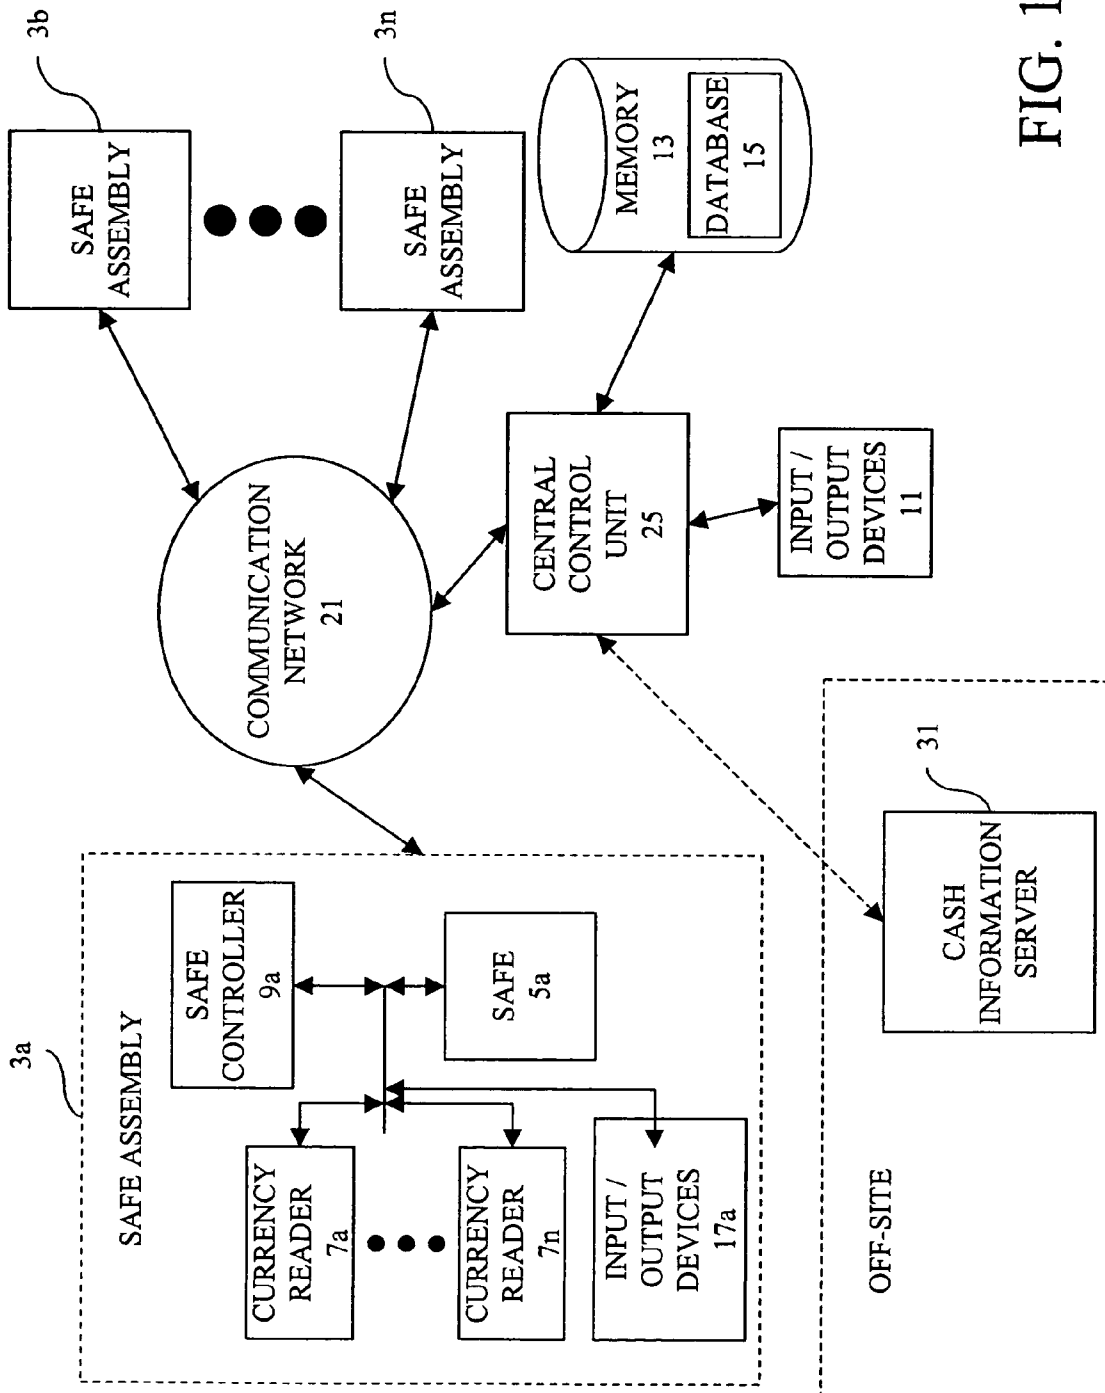 3a
SAFE ASSEMBLY
SAFE
CONTROLLER
9a
CURRENCY
READER
7a
CURRENCY
READER
7n
SAFE
5a
INPUT /
OUTPUT
DEVICES
17a
COMMUNICATION
NETWORK
21
3b
SAFE
ASSEMBLY
3n
SAFE
ASSEMBLY
CENTRAL
CONTROL
UNIT
25
MEMORY
13
DATABASE
15
INPUT /
OUTPUT
DEVICES
11
OFF-SITE
31
CASH
INFORMATION
SERVER
FIG. 1